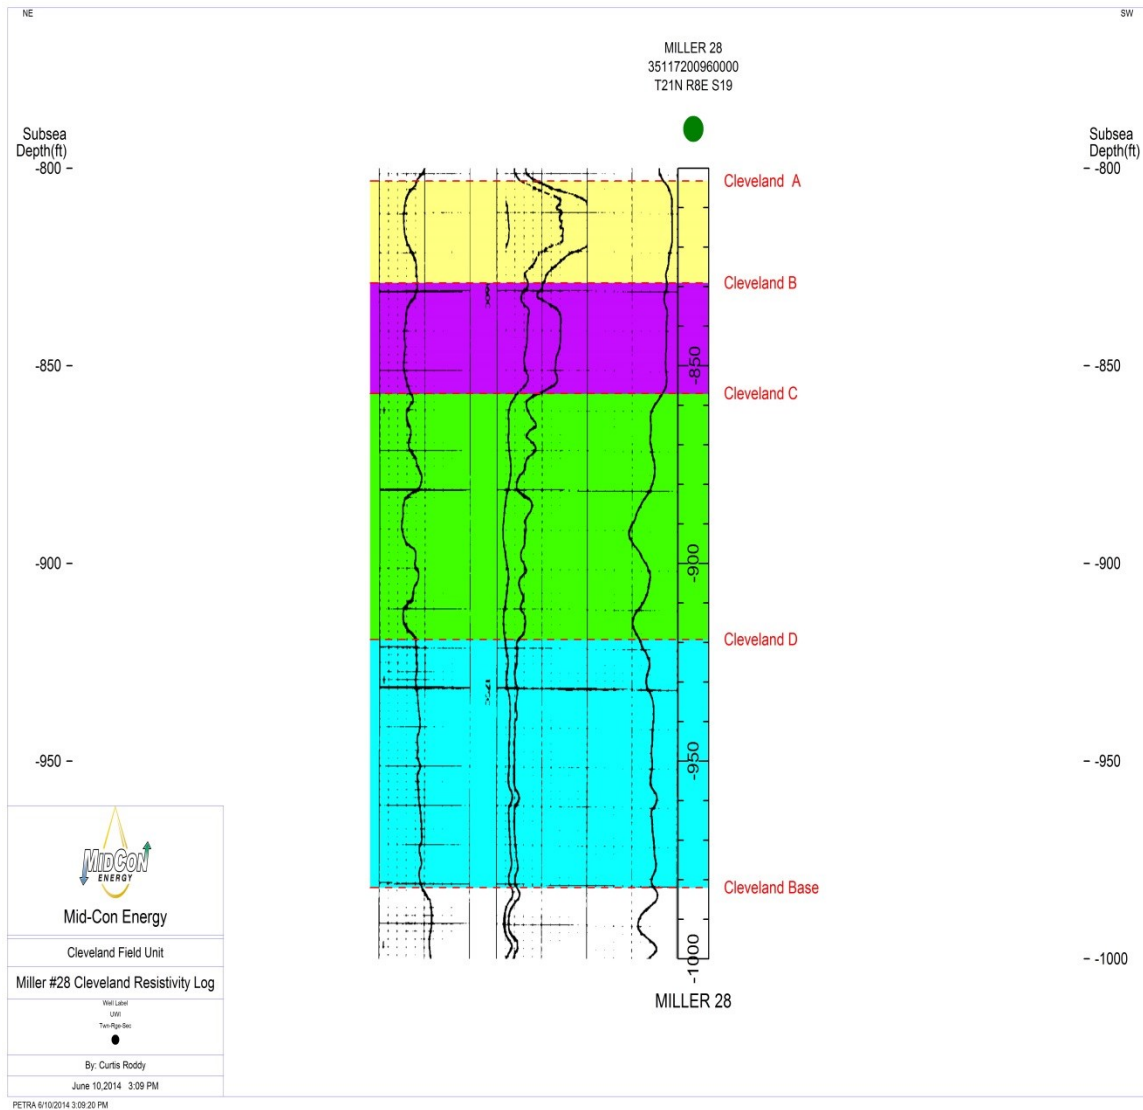 NE
SW
MILLER 28
35117200960000
T21N R8E S19
Subsea
Depth(ft)
Subsea
Depth(ft)
-800
-800
Cleveland A
Cleveland B
-850
-850
-850
Cleveland C
-900
-900
-900
Cleveland D
-950
-950
-950
Cleveland Base
-1000
-1000
MILLER 28
MIDCON
ENERGY
Mid-Con Energy
Cleveland Field Unit
Miller #28 Cleveland Resistivity Log
Well Label
UWI
Twn-Rge-Sec
By: Curtis Roddy
June 10,2014 3:09 PM
PETRA 6/10/2014 3:09:20 PM